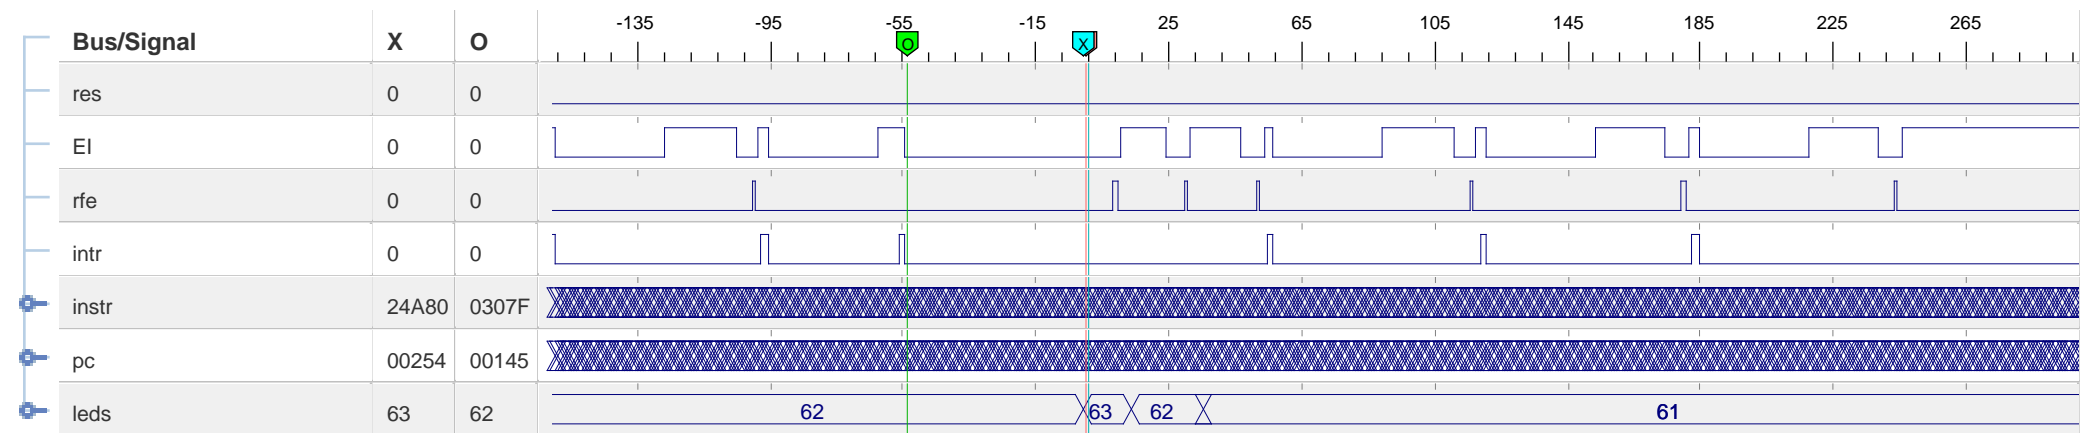 -135 -95 -55 -15 25 65 105 145 185 225 265
Bus/Signal X O O X
res 0 0
EI 0 0
rfe 0 0
intr 0 0
instr 24A80 0307F
pc 00254 00145
leds 63 62 62 63 62 61